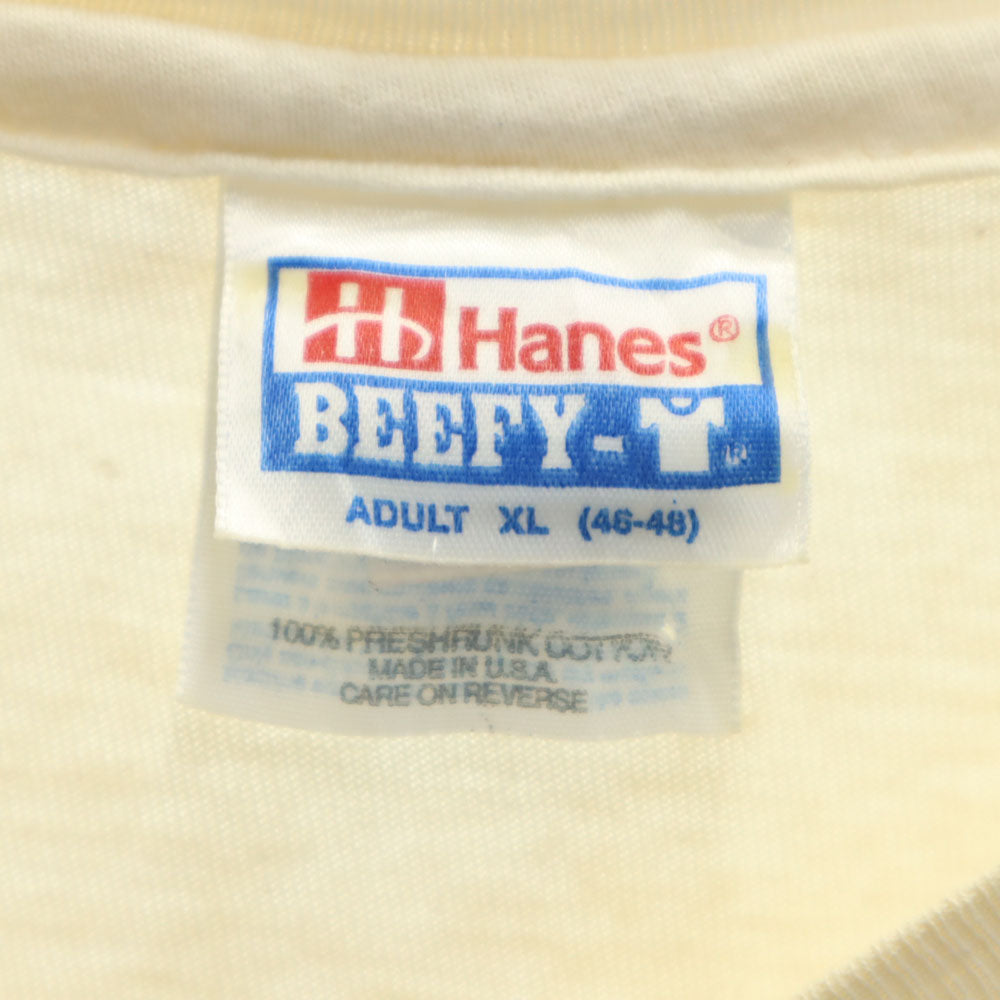 Hanes®
BEEFY-T®
ADULT XL (46-48)
100% PRESHRUNK COTTON
MADE IN U.S.A.
CARE ON REVERSE